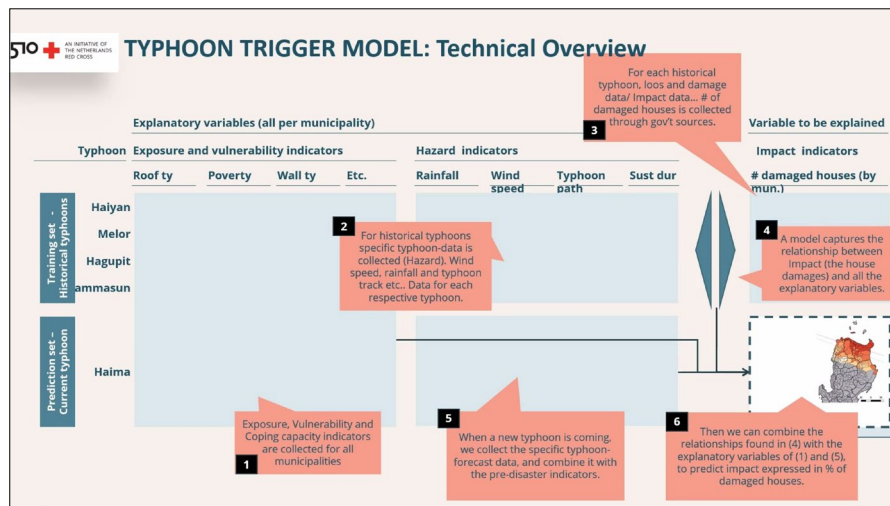 510
AN INITIATIVE OF
THE NETHERLANDS
RED CROSS
TYPHOON TRIGGER MODEL: Technical Overview
For each historical
typhoon, loos and damage
data/ Impact data... # of
damaged houses is collected
through gov't sources.
3
Explanatory variables (all per municipality)
Variable to be explained
Typhoon
Exposure and vulnerability indicators
Hazard indicators
Impact indicators
Roof ty
Poverty
Wall ty
Etc.
Rainfall
Wind
speed
Typhoon
path
Sust dur
# damaged houses (by
mun.)
Training set -
Historical typhoons
Haiyan
Melor
Hagupit
ammasun
2
For historical typhoons
specific typhoon-data is
collected (Hazard). Wind
speed, rainfall and typhoon
track etc.. Data for each
respective typhoon.
4
A model captures the
relationship between
Impact (the house
damages) and all the
explanatory variables.
Prediction set –
Current typhoon
Haima
Exposure, Vulnerability and
Coping capacity indicators
are collected for all
municipalities
1
5
When a new typhoon is coming,
we collect the specific typhoon-
forecast data, and combine it with
the pre-disaster indicators.
6
Then we can combine the
relationships found in (4) with the
explanatory variables of (1) and (5),
to predict impact expressed in % of
damaged houses.